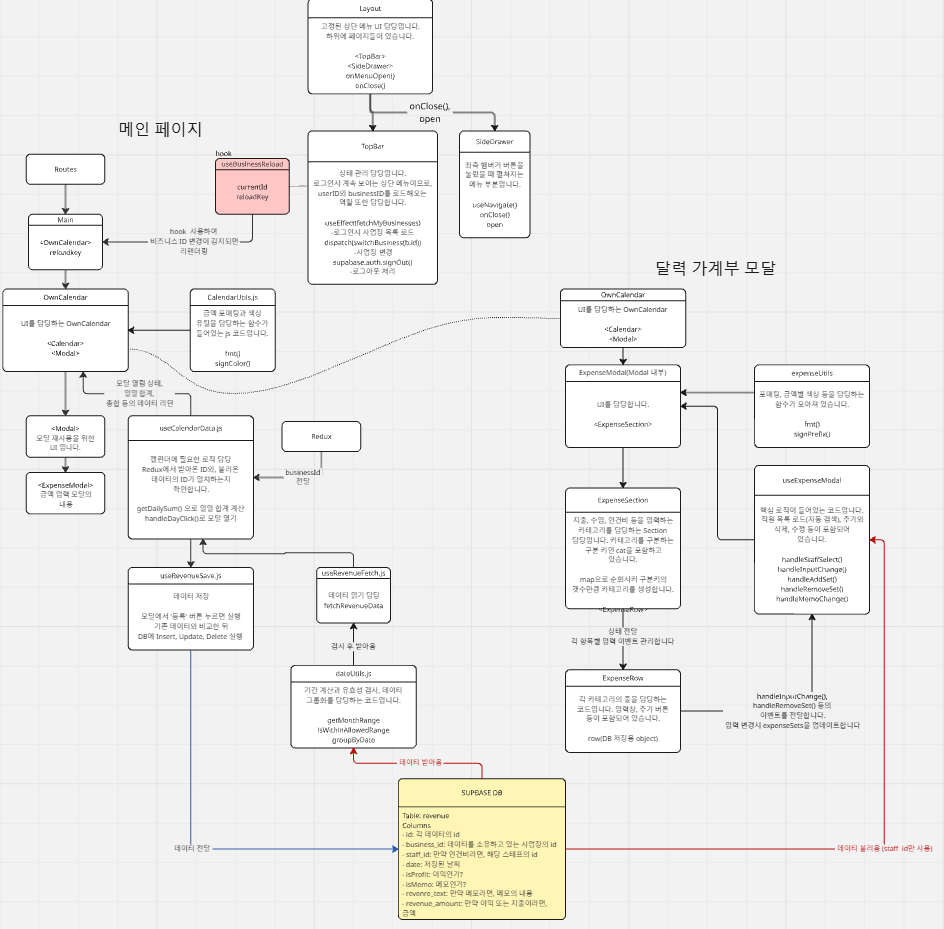 Layout
고정된 상단 메뉴 UI 담당입니다.
하위에 페이지들이 있습니다.
<TopBar>
<SideDrawer>
onMenuOpen()
onClose()
onClose(),
open
메인 페이지
hook
useBusinessReload
currentId
reloadKey
TopBar
상태 관리 담당입니다.
로그인시 계속 보이는 상단 메뉴이므로,
userID와 businessID를 로드해오는
역할 또한 담당합니다.
useEffect(fetchMyBusinesses)
-로그인시 사업장 목록 로드
dispatch(switchBusiness(b.id))
-사업장 변경
supabase.auth.signOut()
-로그아웃 처리
SideDrawer
좌측 햄버거 버튼을
눌렀을 때 펼쳐지는
메뉴 부분입니다.
useNavigate()
onClose()
open
Routes
Main
<OwnCalendar>
reloadkey
hook 사용하여
비즈니스 ID 변경이 감지되면
리렌더링
OwnCalendar
UI를 담당하는 OwnCalendar
<Calendar>
<Modal>
CalendarUtils.js
금액 포매팅과 색상
유틸을 담당하는 함수가
들어있는 js 코드입니다.
fmt()
signColor()
모달 열림 상태,
일일 합계,
총합 등의 데이터 리턴
<Modal>
모달 재사용을 위한
UI 입니다.
<ExpenseModal>
금액 입력 모달의
내용
useCalendarData.js
캘린더에 필요한 로직 담당
Redux에서 받아온 ID와, 불러온
데이터의 ID가 일치하는지
확인합니다.
getDailySum() 으로 일일 합계 계산
handleDayClick()로 모달 열기
Redux
businessId
전달
useRevenueSave.js
데이터 저장
모달에서 '등록' 버튼 누르면 실행
기존 데이터와 비교한 뒤
DB에 Insert, Update, Delete 실행
useRevenueFetch.js
데이터 읽기 담당
fetchRevenueData
검사 후 받아옴
dateUtils.js
기간 계산과 유효성 검사, 데이터
그룹화를 담당하는 코드입니다.
getMonthRange
isWithinAllowedRange
groupByDate
데이터 받아옴
데이터 전달
SUPBASE DB
Table: revenue
Columns
- id: 각 데이터의 id
- business_id: 데이터를 소유하고 있는 사업장의 id
- staff_id: 만약 인건비라면, 해당 스태프의 id
- date: 저장된 날짜
- isProfit: 이익인가?
- isMemo: 메모인가?
- revenre_text: 만약 메모라면, 메모의 내용
- revenue_amount: 만약 이익 또는 지출이라면,
금액
달력 가계부 모달
OwnCalendar
UI를 담당하는 OwnCalendar
<Calendar>
<Modal>
ExpenseModal(Modal 내부)
UI를 담당합니다.
<ExpenseSection>
expenseUtils
포매팅, 금액별 색상 등을 담당하는
함수가 모아져 있습니다.
fmt()
signPrefix()
ExpenseSection
지출, 수입, 인건비 등을 입력하는
카테고리를 담당하는 Section
담당입니다. 카테고리를 구분하는
구분 키인 cat을 포함하고
있습니다.
map으로 순회시키 구분키의
갯수만큼 카테고리를 생성합니다.
<ExpenseRow>
상태 전달
각 항목별 입력 이벤트 관리합니다
useExpenseModal
핵심 로직이 들어있는 코드입니다.
직원 목록 로드(자동 검색), 추가와
삭제, 수정 등이 포함되어
있습니다.
handleStaffSelect()
handleInputChange()
handleAddSet()
handleRemoveSet()
handleMemoChange()
ExpenseRow
각 카테고리의 줄을 담당하는
코드입니다. 입력창, 추가 버튼
등이 포함되어 있습니다.
row(DB 저장용 object)
handleInputChange(),
handleRemoveSet() 등의
이벤트를 전달합니다.
입력 변경시 expenseSets을 업데이트합니다
데이터 불러옴 (staff_id만 사용)